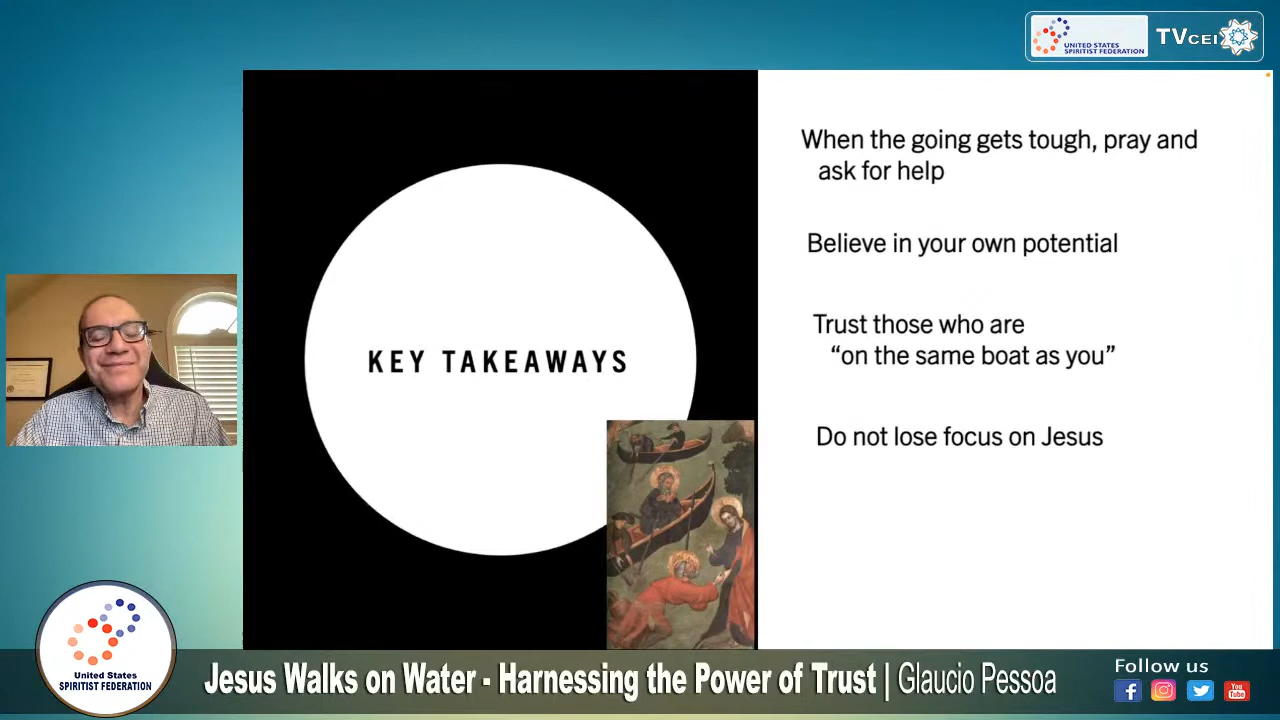 UNITED STATES
SPIRITIST FEDERATION
TVCEI
When the going gets tough, pray and
ask for help
Believe in your own potential
Trust those who are
“on the same boat as you”
Do not lose focus on Jesus
KEY TAKEAWAYS
United States
SPIRITIST FEDERATION
Jesus Walks on Water - Harnessing the Power of Trust | Glaucio Pessoa
Follow us
You
Tube